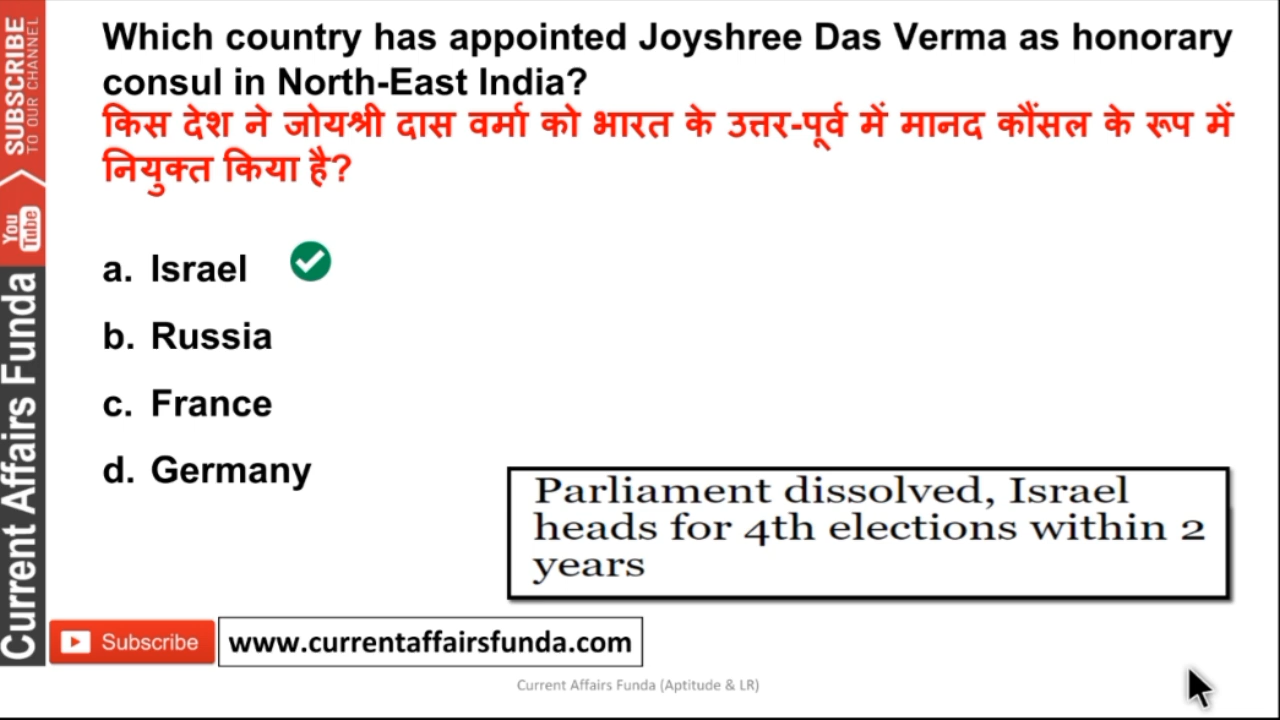 Which country has appointed Joyshree Das Verma as honorary
consul in North-East India?
किस देश ने जोयश्री दास वर्मा को भारत के उत्तर-पूर्व में मानद कौंसल के रूप में
नियुक्त किया है?
a. Israel
b. Russia
c. France
d. Germany
Parliament dissolved, Israel
heads for 4th elections within 2
years
SUBSCRIBE
TO OUR CHANNEL
You
Tube
Current Affairs Funda
Subscribe
www.currentaffairsfunda.com
Current Affairs Funda (Aptitude & LR)